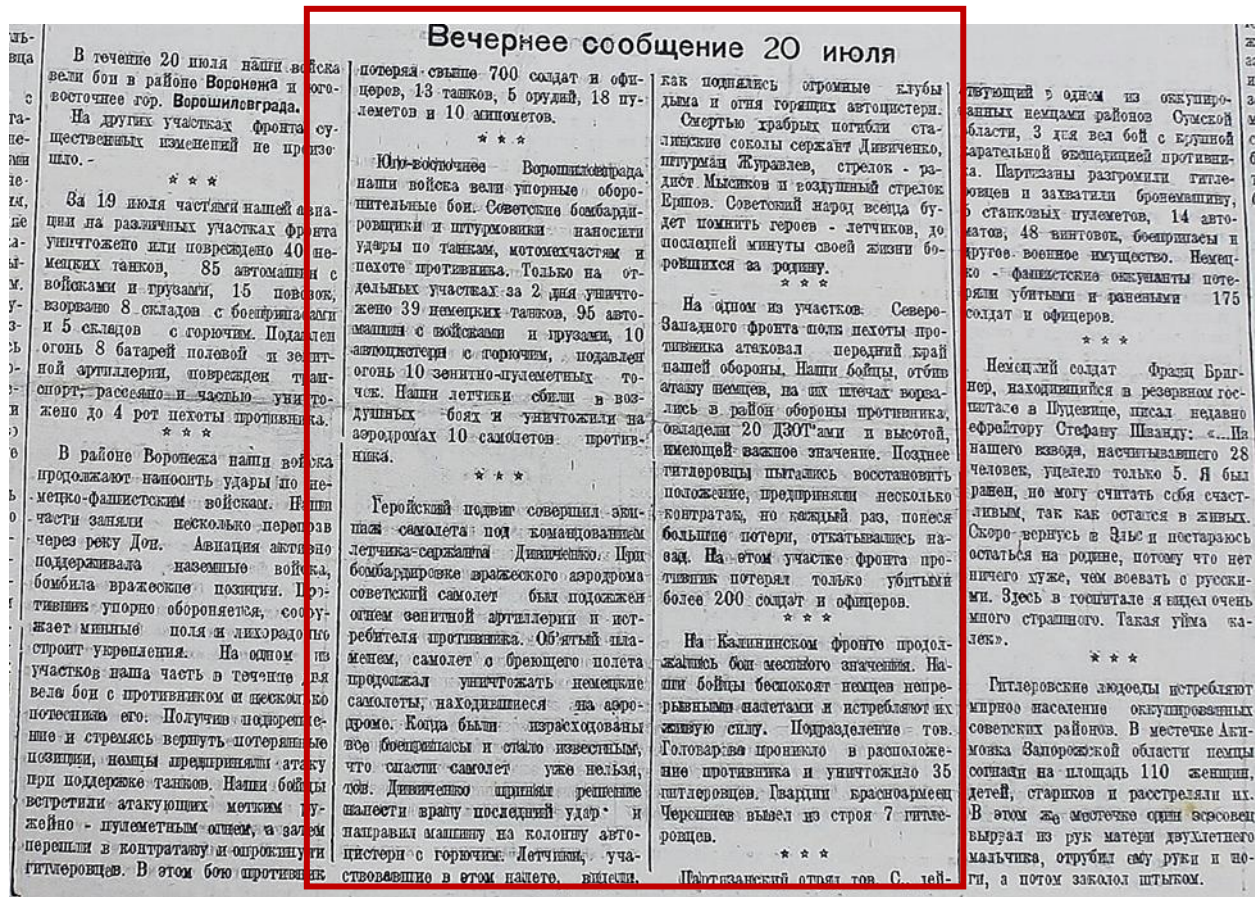 Вечернее сообщение 20 июля
В течение 20 июля наши войска
вели бои в районе Воронежа и юго-
восточнее гор. Ворошиловграда.
На других участках фронта су-
щественных изменений не произо-
шло.
* * *
За 19 июля частями нашей авиа-
ции на различных участках фронта
уничтожено или повреждено 40 не-
мецких танков, 85 автомашин с
войсками и грузами, 15 повозок,
взорвано 8 складов с боеприпасами
и 5 складов с горючим. Подавлен
огонь 8 батарей полевой и зенит-
ной артиллерии, поврежден тран-
спорт, рассеяно и частью уничто-
жено до 4 рот пехоты противника.
* * *
В районе Воронежа наши войска
продолжают наносить удары по не-
мецко-фашистским войскам. Наши
части заняли несколько переправ
через реку Дон. Авиация активно
поддерживала наземные войска,
бомбила вражеские позиции. Про-
тивник упорно обороняется, соору-
жает минные поля и лихорадочно
строит укрепления. На одном из
участков наша часть в течение дня
вела бои с противником и несколько
потеснила его. Получив подкрепле-
ние и стремясь вернуть потерянные
позиции, немцы предприняли атаку
при поддержке танков. Наши бойцы
встретили атакующих метким ру-
жейно - пулеметным огнем, а затем
перешли в контратаку и опрокинули
гитлеровцев. В этом бою противник
потерял свыше 700 солдат и офи-
церов, 13 танков, 5 орудий, 18 пу-
леметов и 10 минометов.
* * *
Юго-восточнее Ворошиловграда
наши войска вели упорные оборо-
нительные бои. Советские бомбарди-
ровщики и штурмовики наносили
удары по танкам, мотомехчастям и
пехоте противника. Только на от-
дельных участках за 2 дня уничто-
жено 39 немецких танков, 95 авто-
машин с войсками и грузами, 10
автоцистерн с горючим, подавлен
огонь 10 зенитно-пулеметных то-
чек. Наши летчики сбили в воз-
душных боях и уничтожили на
аэродромах 10 самолетов против-
ника.
* * *
Геройский подвиг совершил эки-
паж самолета под командованием
летчика-сержанта Дивиченко. При
бомбардировке вражеского аэродрома
советский самолет был подожжен
огнем зенитной артиллерии и ист-
ребителя противника. Об'ятый пла-
менем, самолет с бреющего полета
продолжал уничтожать немецкие
самолеты, находившиеся на аэро-
дроме. Когда были израсходованы
все боеприпасы и стало известным,
что спасти самолет уже нельзя,
тов. Дивиченко принял решение
нанести врагу последний удар и
направил машину на колонну авто-
цистерн с горючим. Летчики, уча-
ствовавшие в этом налете, видели,
как поднялись огромные клубы
дыма и огня горящих автоцистерн.
Смертью храбрых погибли ста-
линские соколы сержант Дивиченко,
штурман Журавлев, стрелок - ра-
дист Мысиков и воздушный стрелок
Ершов. Советский народ всегда бу-
дет помнить героев - летчиков, до
последней минуты своей жизни бо-
ровшихся за родину.
* * *
На одном из участков Северо-
Западного фронта полк пехоты про-
тивника атаковал передний край
нашей обороны. Наши бойцы, отбив
атаку немцев, на их плечах ворва-
лись в район обороны противника,
овладели 20 ДЗОТ'ами и высотой,
имеющей важное значение. Позднее
гитлеровцы пытались восстановить
положение, предприняли несколько
контратак, но каждый раз, понеся
большие потери, откатывались на-
зад. На этом участке фронта про-
тивник потерял только убитыми
более 200 солдат и офицеров.
* * *
На Калининском фронте продол-
жались бои местного значения. На-
ши бойцы беспокоят немцев непре-
рывными налетами и истребляют их
живую силу. Подразделение тов.
Головарева проникло в расположе-
ние противника и уничтожило 35
гитлеровцев. Гвардии красноармеец
Черешнев вывел из строя 7 гитле-
ровцев.
* * *
Партизанский отряд тов. С., дей-
ствующий в одном из оккупиро-
ванных немцами районов Сумской
области, 3 дня вел бой с крупной
карательной экспедицией противни-
ка. Партизаны разгромили гитле-
ровцев и захватили бронемашину,
5 станковых пулеметов, 14 авто-
матов, 48 винтовок, боеприпасы и
другое военное имущество. Немец-
ко - фашистские оккупанты поте-
ряли убитыми и ранеными 175
солдат и офицеров.
* * *
Немецкий солдат Франц Бригнер, находившийся в резервном гос-
питале в Пудевице, писал недавно
ефрейтору Стефану Шванду: «...Из
нашего взвода, насчитывавшего 28
человек, уцелело только 5. Я был
ранен, но могу считать себя счаст-
ливым, так как остался в живых.
Скоро вернусь в Эльс и постараюсь
остаться на родине, потому что нет
ничего хуже, чем воевать с русски-
ми. Здесь в госпитале я видел очень
много страшного. Такая уйма ка-
лек».
* * *
Гитлеровские людоеды истребляют
мирное население оккупированных
советских районов. В местечке Аки-
мовка Запорожской области немцы
согнали на площадь 110 женщин,
детей, стариков и расстреляли их.
В этом же местечке один эсэсовец
вырвал из рук матери двухлетнего
мальчика, отрубил ему руки и но-
ги, а потом заколол штыком.